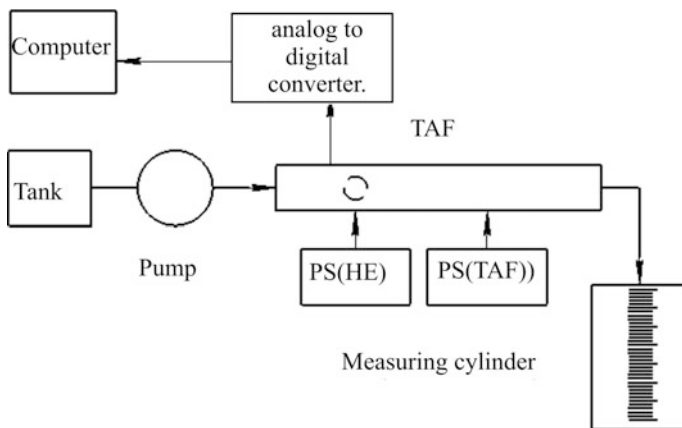 Computer
analog to
digital
converter.
TAF
Tank
Pump
PS(HE)
PS(TAF))
Measuring cylinder